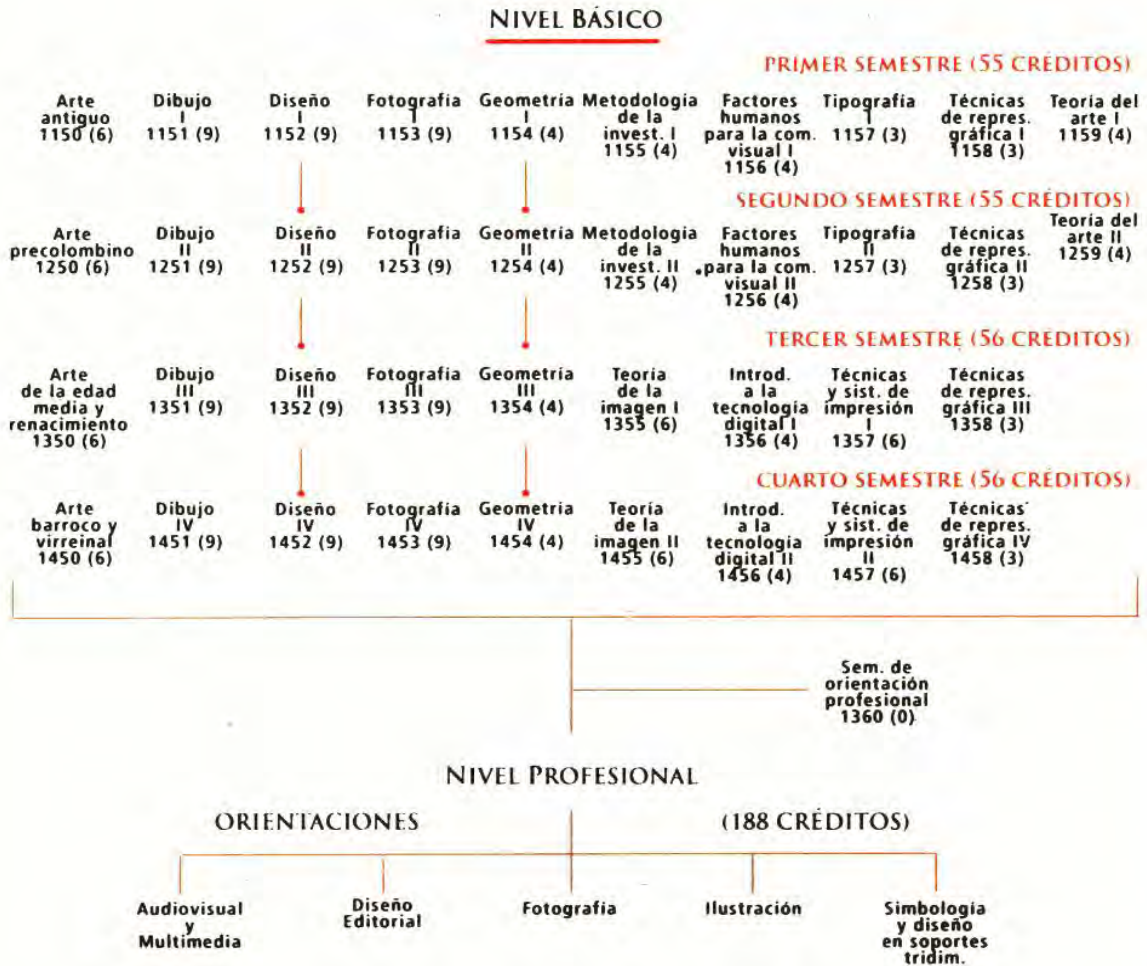 NIVEL BÁSICO
PRIMER SEMESTRE (55 CRÉDITOS)
Arte
antiguo
1150 (6)
Dibujo
I
1151 (9)
Diseño
I
1152 (9)
Fotografía
I
1153 (9)
Geometría
I
1154 (4)
Metodología
de la
invest. I
1155 (4)
Factores
humanos
para la com.
visual I
1156 (4)
Tipografía
I
1157 (3)
Técnicas
de repres.
gráfica I
1158 (3)
Teoría del
arte I
1159 (4)
SEGUNDO SEMESTRE (55 CRÉDITOS)
Arte
precolombino
1250 (6)
Dibujo
II
1251 (9)
Diseño
II
1252 (9)
Fotografía
II
1253 (9)
Geometría
II
1254 (4)
Metodología
de la
invest. II
1255 (4)
Factores
humanos
para la com.
visual II
1256 (4)
Tipografía
II
1257 (3)
Técnicas
de repres.
gráfica II
1258 (3)
Teoría del
arte II
1259 (4)
TERCER SEMESTRE (56 CRÉDITOS)
Arte
de la edad
media y
renacimiento
1350 (6)
Dibujo
III
1351 (9)
Diseño
III
1352 (9)
Fotografía
III
1353 (9)
Geometría
III
1354 (4)
Teoría
de la
imagen I
1355 (6)
Introd.
a la
tecnología
digital I
1356 (4)
Técnicas
y sist. de
impresión
I
1357 (6)
Técnicas
de repres.
gráfica III
1358 (3)
CUARTO SEMESTRE (56 CRÉDITOS)
Arte
barroco y
virreinal
1450 (6)
Dibujo
IV
1451 (9)
Diseño
IV
1452 (9)
Fotografía
IV
1453 (9)
Geometría
IV
1454 (4)
Teoría
de la
imagen II
1455 (6)
Introd.
a la
tecnología
digital II
1456 (4)
Técnicas
y sist. de
impresión
II
1457 (6)
Técnicas
de repres.
gráfica IV
1458 (3)
Sem. de
orientación
profesional
1360 (0)
NIVEL PROFESIONAL
ORIENTACIONES (188 CRÉDITOS)
Audiovisual
y
Multimedia
Diseño
Editorial
Fotografía
Ilustración
Simbología
y diseño
en soportes
tridim.